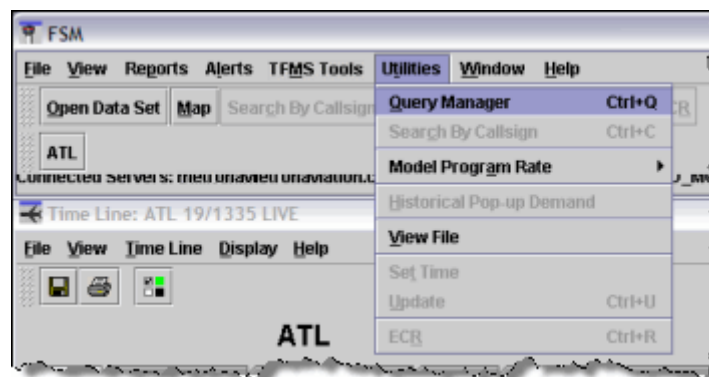 FSM
File View Reports Alerts TFMS Tools Utilities Window Help
Open Data Set Map Search By Callsign
ATL
Connected Servers:
Query Manager Ctrl+Q
Search By Callsign Ctrl+C
Model Program Rate
Historical Pop-up Demand
View File
Set Time
Update Ctrl+U
ECR Ctrl+R
Time Line: ATL 19/1335 LIVE
File View Time Line Display Help
ATL